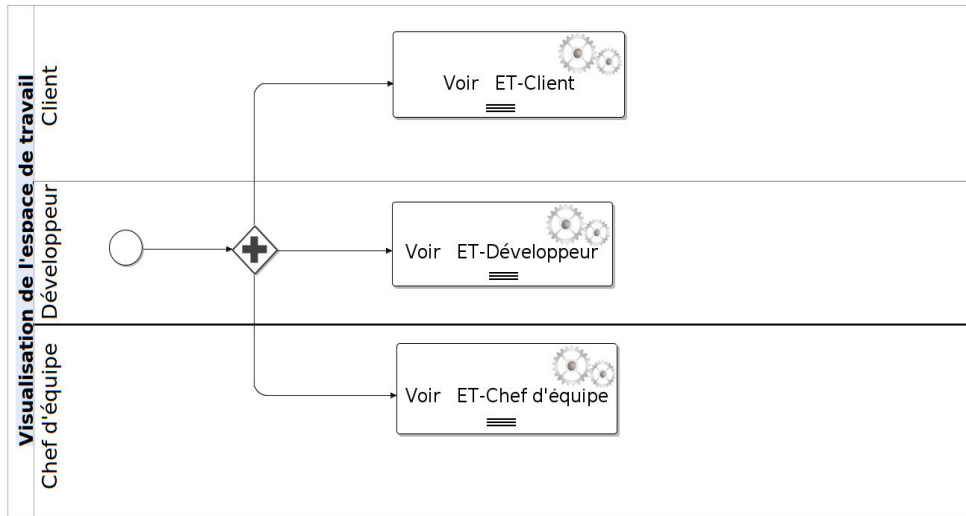 Visualisation de l'espace de travail
Client
Voir ET-Client
Développeur
Voir ET-Développeur
Chef d'équipe
Voir ET-Chef d'équipe